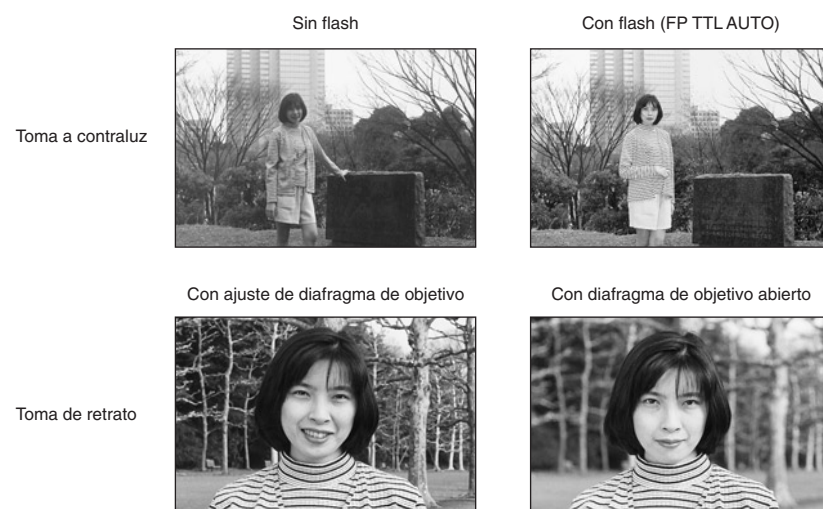 Sin flash
Con flash (FP TTL AUTO)
Toma a contraluz
Con ajuste de diafragma de objetivo
Con diafragma de objetivo abierto
Toma de retrato